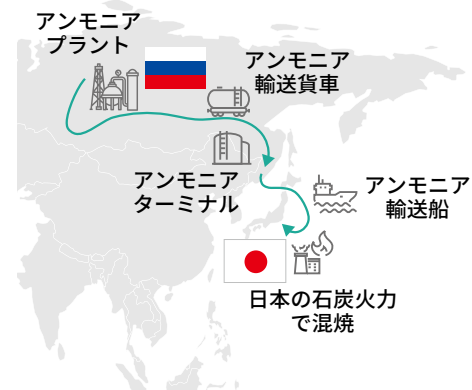 アンモニア
プラント
アンモニア
輸送貨車
アンモニア
ターミナル
アンモニア
輸送船
日本の石炭火力
で混焼